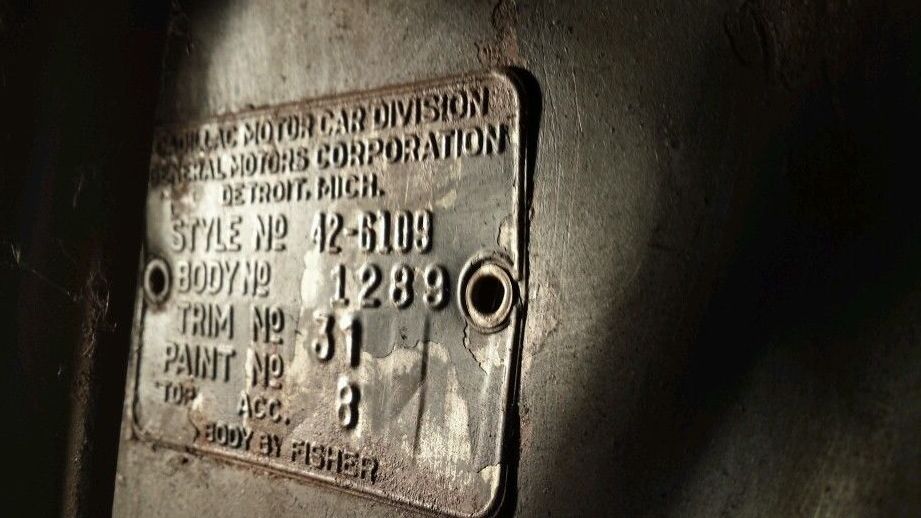 CADILLAC MOTOR CAR DIVISION
GENERAL MOTORS CORPORATION
DETROIT, MICH.
STYLE Nº 42-6109
BODY Nº 1289
TRIM Nº 31
PAINT Nº 8
TOP ACC.
BODY BY FISHER